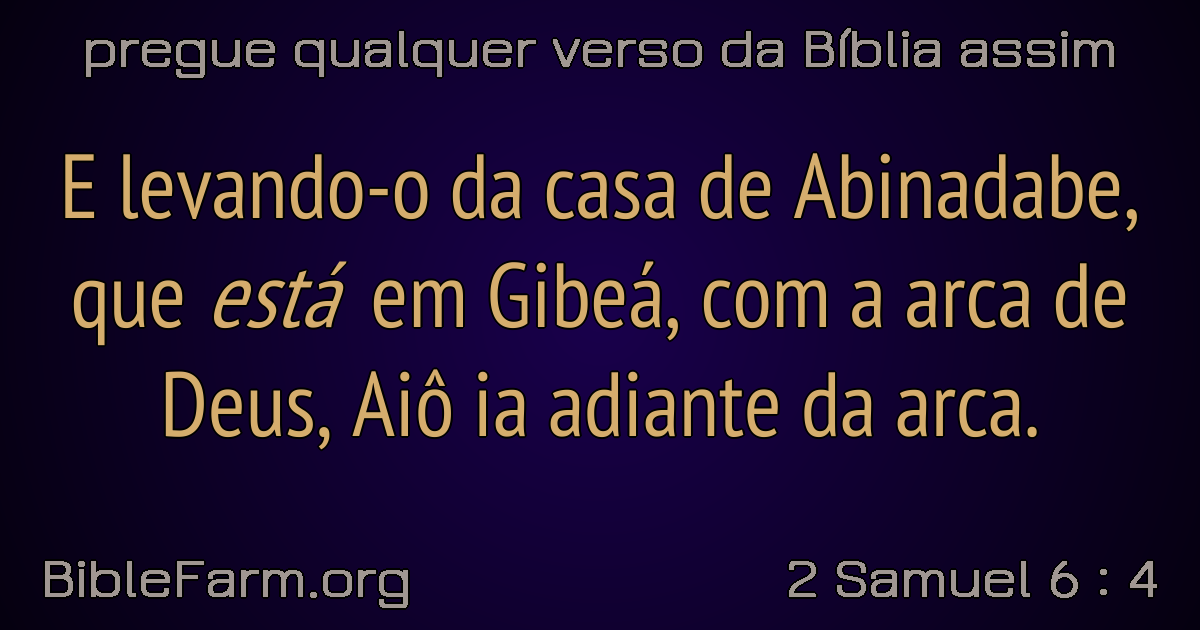 pregue qualquer verso da Bíblia assim
E levando-o da casa de Abinadabe,
que está em Gibeá, com a arca de
Deus, Aiô ia adiante da arca.
BibleFarm.org
2 Samuel 6 : 4